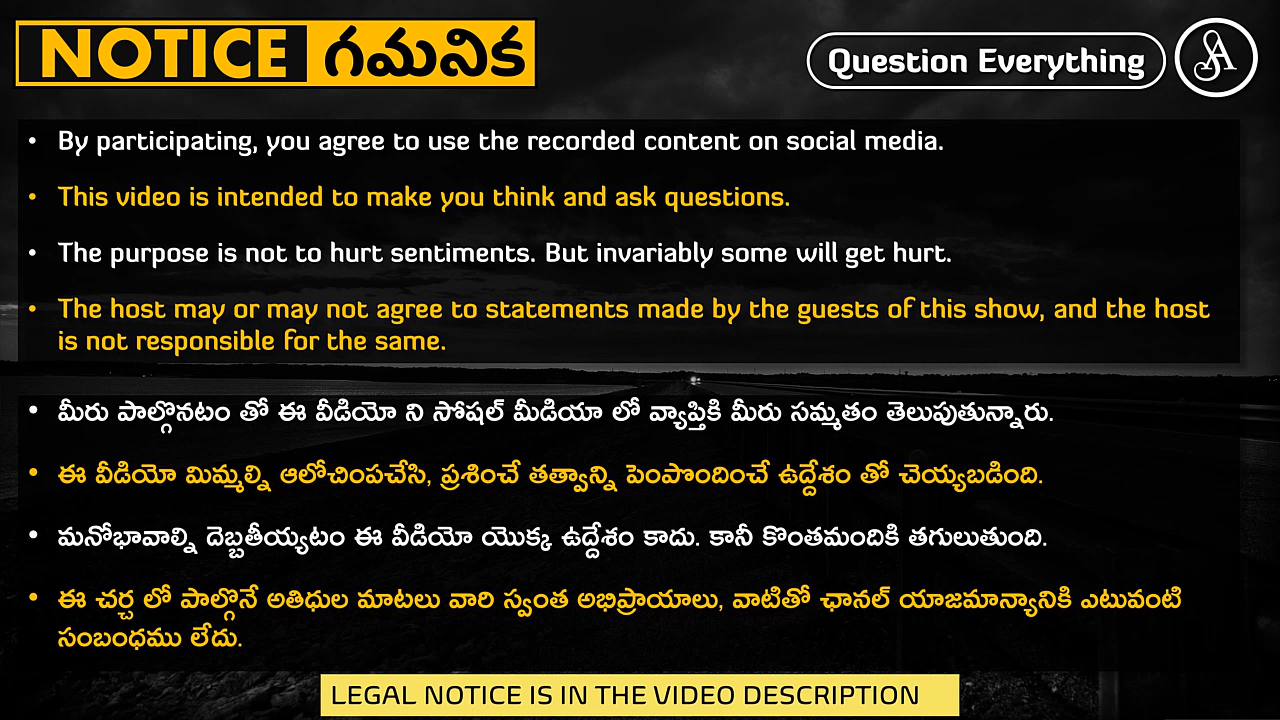 NOTICE గమనిక
Question Everything
• By participating, you agree to use the recorded content on social media.
• This video is intended to make you think and ask questions.
• The purpose is not to hurt sentiments. But invariably some will get hurt.
• The host may or may not agree to statements made by the guests of this show, and the host
is not responsible for the same.
• మీరు పాల్గొనటం తో ఈ వీడియో ని సోషల్ మీడియా లో వ్యాప్తికి మీరు సమ్మతం తెలుపుతున్నారు.
• ఈ వీడియో మిమ్మల్ని ఆలోచింపచేసి, ప్రశించే తత్వాన్ని పెంపొందించే ఉద్దేశం తో చెయ్యబడింది.
• మనోభావాల్ని దెబ్బతీయ్యటం ఈ వీడియో యొక్క ఉద్దేశం కాదు. కానీ కొంతమందికి తగులుతుంది.
• ఈ చర్చ లో పాల్గొనే అతిధుల మాటలు వారి స్వంత అభిప్రాయాలు, వాటితో ఛానల్ యాజమాన్యానికి ఎటువంటి
సంబంధము లేదు.
LEGAL NOTICE IS IN THE VIDEO DESCRIPTION